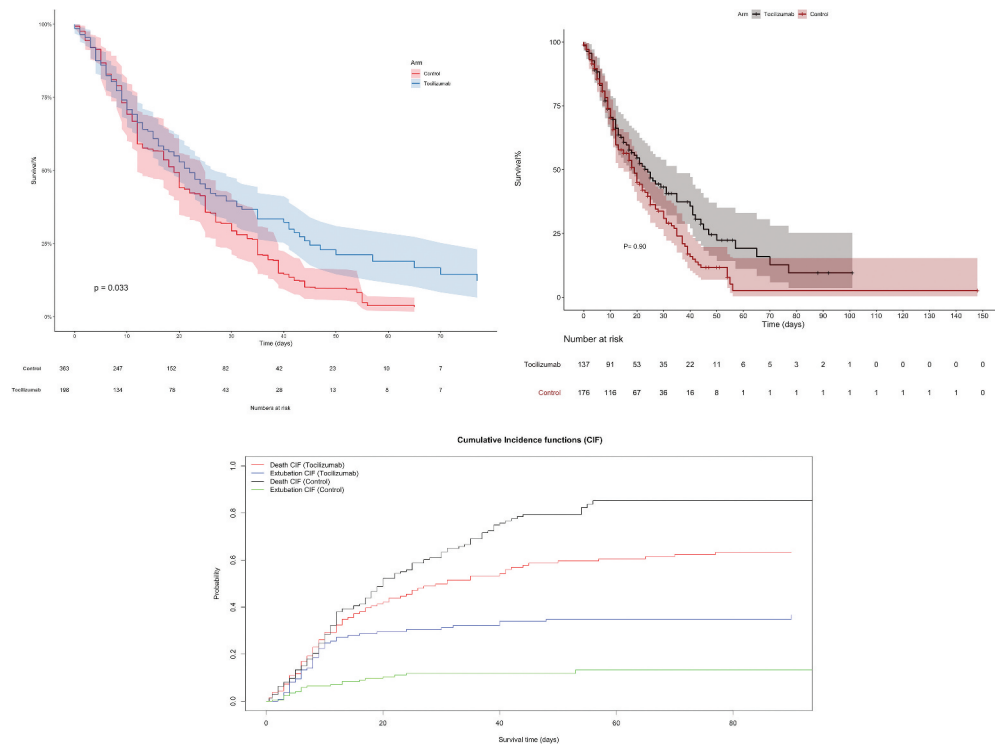 100%
75%
60%
25%
0%
Survival%
Arm
Control
Tocilizumab
p = 0.033
0 10 20 30 40 50 60 70
Time (days)
Control 363 247 152 82 42 23 10 7
Tocilizumab 198 134 78 43 28 13 5 7
Numbers at risk
Arm Tocilizumab Control
100
75
50
25
0
Survival%
P= 0.90
0 10 20 30 40 50 60 70 80 90 100 110 120 130 140 150
Time (days)
Number at risk
Tocilizumab 137 91 53 35 22 11 6 5 3 2 1 0 0 0 0 0
Control 176 116 67 36 16 8 1 1 1 1 1 1 1 1 1 0
Cumulative Incidence functions (CIF)
Death CIF (Tocilizumab)
Extubation CIF (Tocilizumab)
Death CIF (Control)
Extubation CIF (Control)
1.0
0.8
0.6
0.4
0.2
0.0
Probability
0 20 40 60 80
Survival time (days)